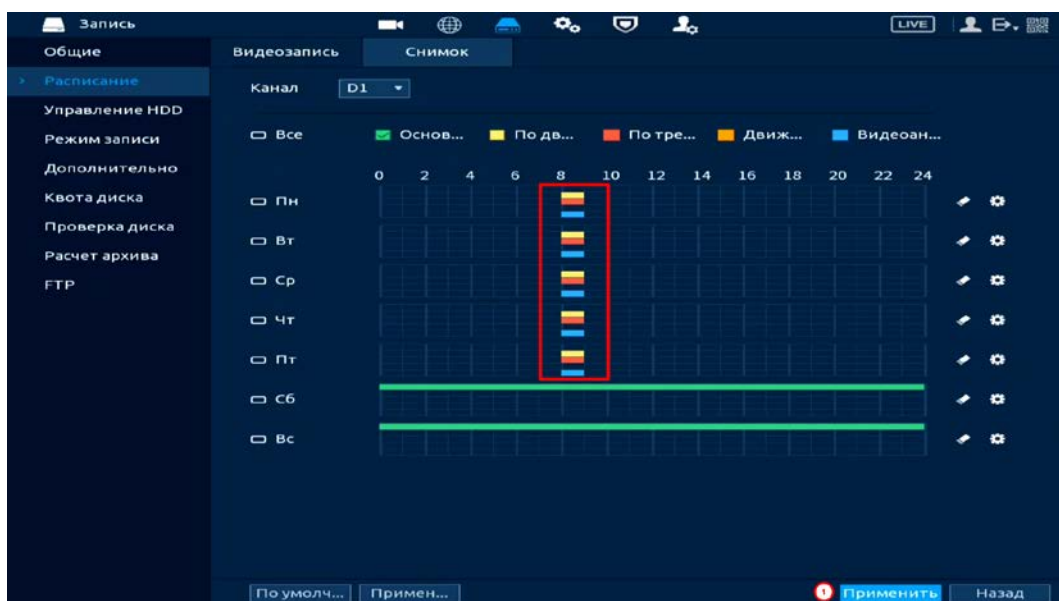 Запись LIVE
Общие
Расписание
Управление HDD
Режим записи
Дополнительно
Квота диска
Проверка диска
Расчет архива
FTP
Видеозапись Снимок
Канал D1
Все Основ... По дв... По тре... Движ... Видеоан...
0 2 4 6 8 10 12 14 16 18 20 22 24
Пн
Вт
Ср
Чт
Пт
Сб
Вс
По умолч... Примен... 1 Применить Назад